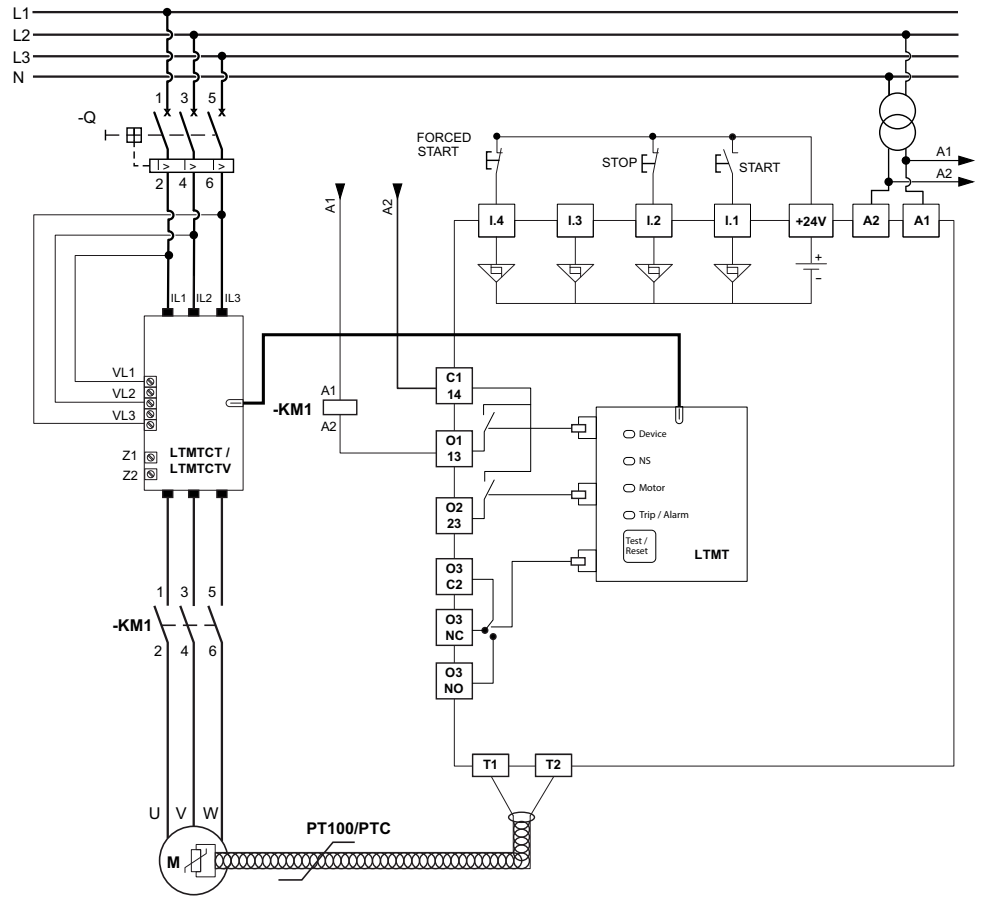 L1
L2
L3
N
1 3 5
-Q
> > >
2 4 6
FORCED
START
STOP
START
A1
A2
A1
A2
I.4
I.3
I.2
I.1
+24V
A2
A1
+
–
IL1
IL2
IL3
VL1
VL2
VL3
Z1
Z2
LTMTCT /
LTMTCTV
A1
-KM1
A2
C1
14
O1
13
O2
23
O3
C2
O3
NC
O3
NO
Device
NS
Motor
Trip / Alarm
Test /
Reset
LTMT
1 3 5
-KM1
2 4 6
T1
T2
U V W
M
PT100/PTC